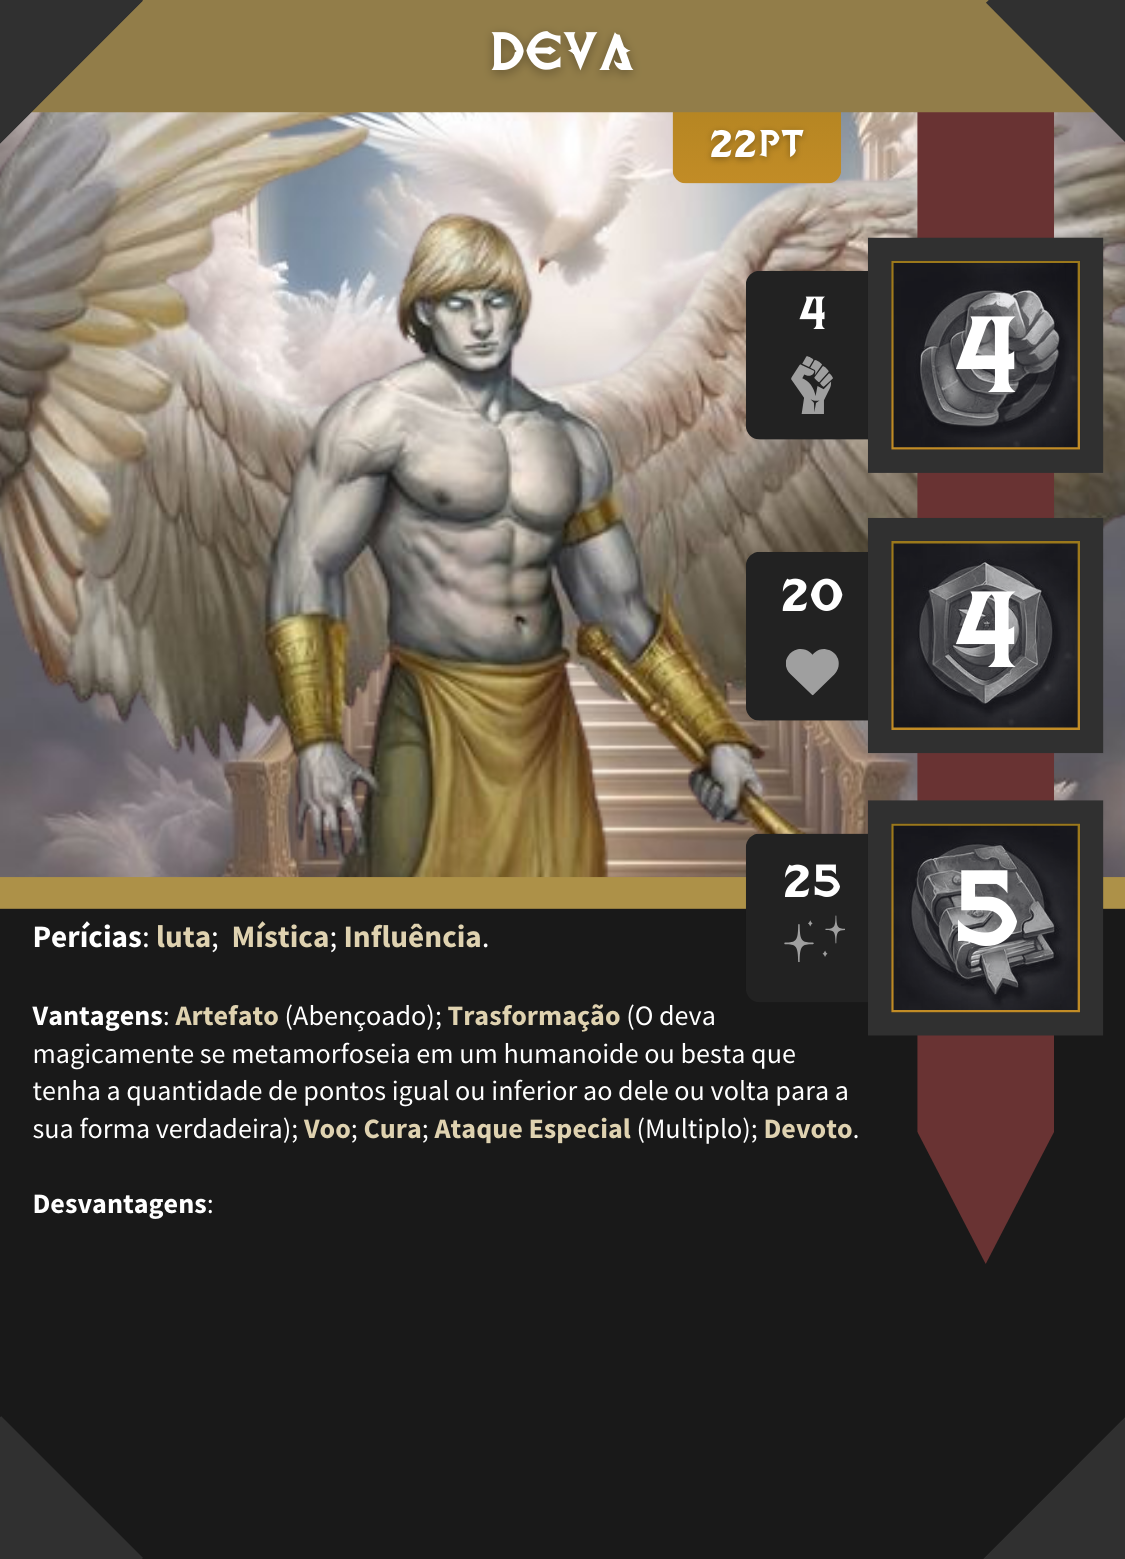 DEVA
22PT
4
4
20
4
25
5
Perícias: luta;  Mística; Influência.
Vantagens: Artefato (Abençoado); Trasformação (O deva
magicamente se metamorfoseia em um humanoide ou besta que
tenha a quantidade de pontos igual ou inferior ao dele ou volta para a
sua forma verdadeira); Voo; Cura; Ataque Especial (Multiplo); Devoto.
Desvantagens: